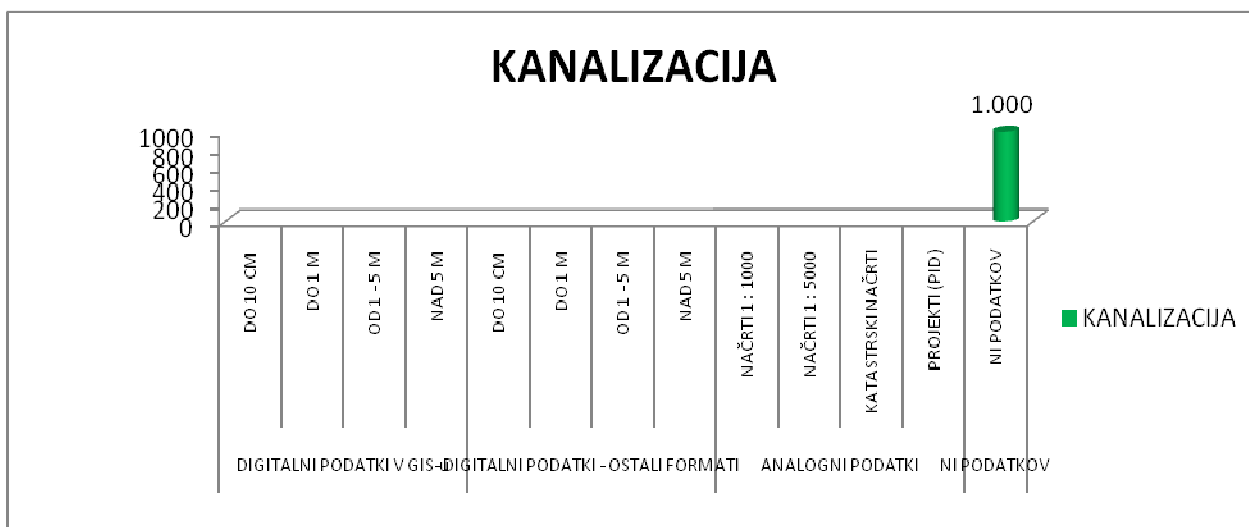 KANALIZACIJA
1.000
1000
800
600
400
200
0
DO 10 CM
DO 1 M
OD 1 - 5 M
NAD 5 M
DO 10 CM
DO 1 M
OD 1 - 5 M
NAD 5 M
NAČRTI 1 : 1000
NAČRTI 1 : 5000
KATASTRSKI NAČRTI
PROJEKTI (PID)
NI PODATKOV
KANALIZACIJA
DIGITALNI PODATKI V GIS-u
DIGITALNI PODATKI - OSTALI FORMATI
ANALOGNI PODATKI
NI PODATKOV